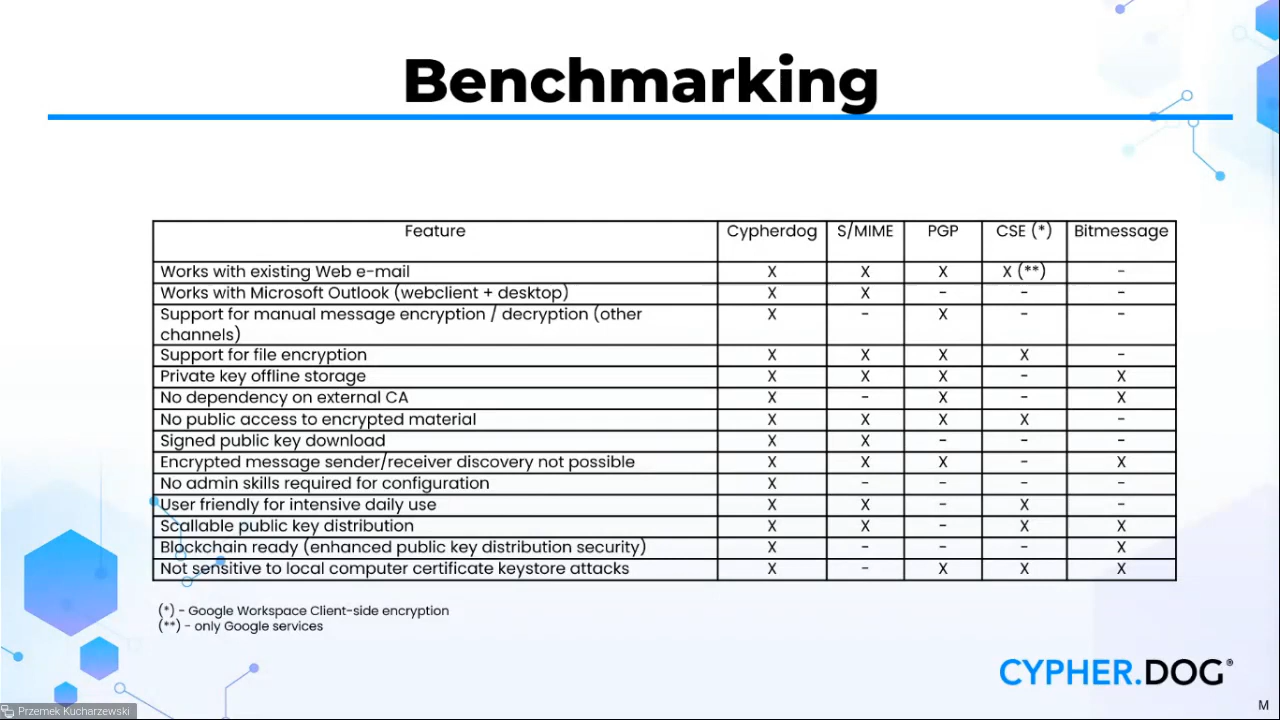 Benchmarking
Feature Cypherdog S/MIME PGP CSE (*) Bitmessage
Works with existing Web e-mail X X X X (**) -
Works with Microsoft Outlook (webclient + desktop) X X - - -
Support for manual message encryption / decryption (other
channels) X - X - -
Support for file encryption X X X X -
Private key offline storage X X X - X
No dependency on external CA X - X - X
No public access to encrypted material X X X X -
Signed public key download X X - - -
Encrypted message sender/receiver discovery not possible X X X - X
No admin skills required for configuration X - - - -
User friendly for intensive daily use X X - X -
Scallable public key distribution X X - X X
Blockchain ready (enhanced public key distribution security) X - - - X
Not sensitive to local computer certificate keystore attacks X - X X X
(*) - Google Workspace Client-side encryption
(**) - only Google services
CYPHER.DOG®
Przemek Kucharzewski
M